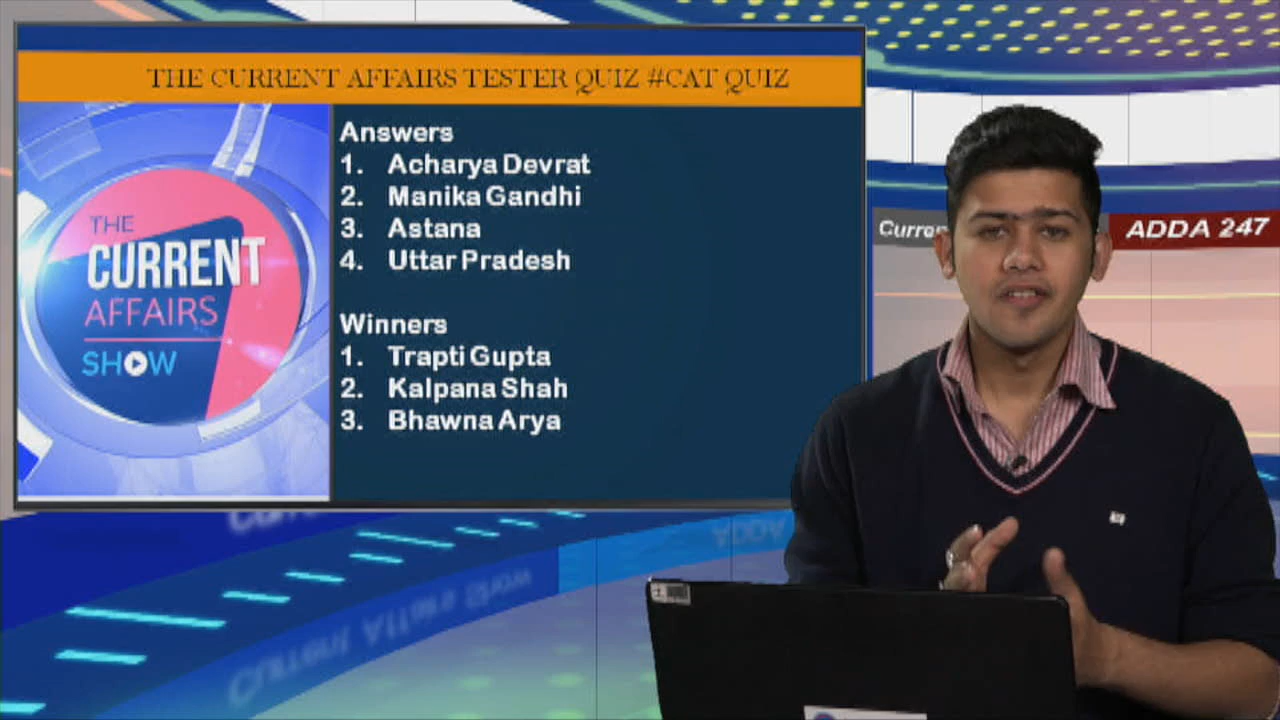 THE CURRENT AFFAIRS TESTER QUIZ #CAT QUIZ
THE
CURRENT
AFFAIRS
SHOW
Answers
1. Acharya Devrat
2. Manika Gandhi
3. Astana
4. Uttar Pradesh
Winners
1. Trapti Gupta
2. Kalpana Shah
3. Bhawna Arya
ADDA 247